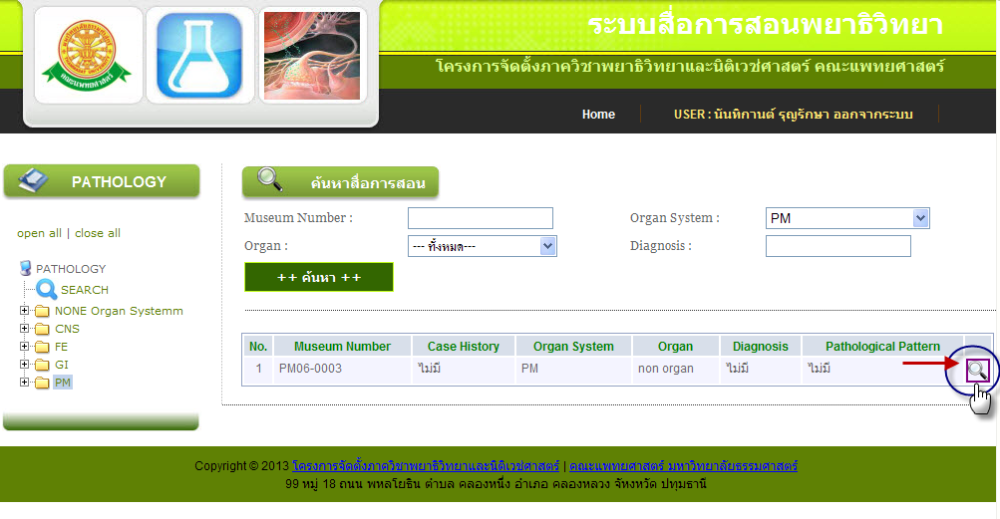 ระบบสื่อการสอนพยาธิวิทยา
โครงการจัดตั้งภาควิชาพยาธิวิทยาและนิติเวชศาสตร์ คณะแพทยศาสตร์
Home USER : นันทิกานต์ รุญรักษา ออกจากระบบ
PATHOLOGY
open all | close all
PATHOLOGY
SEARCH
NONE Organ Systemm
CNS
FE
GI
PM
ค้นหาสื่อการสอน
Museum Number : Organ System : PM
Organ : --- ทั้งหมด--- Diagnosis :
++ ค้นหา ++
No. Museum Number Case History Organ System Organ Diagnosis Pathological Pattern
1 PM06-0003 ไม่มี PM non organ ไม่มี ไม่มี
Copyright © 2013 โครงการจัดตั้งภาควิชาพยาธิวิทยาและนิติเวชศาสตร์ | คณะแพทยศาสตร์ มหาวิทยาลัยธรรมศาสตร์
99 หมู่ 18 ถนน พหลโยธิน ตำบล คลองหนึ่ง อำเภอ คลองหลวง จัหงหวัด ปทุมธานี